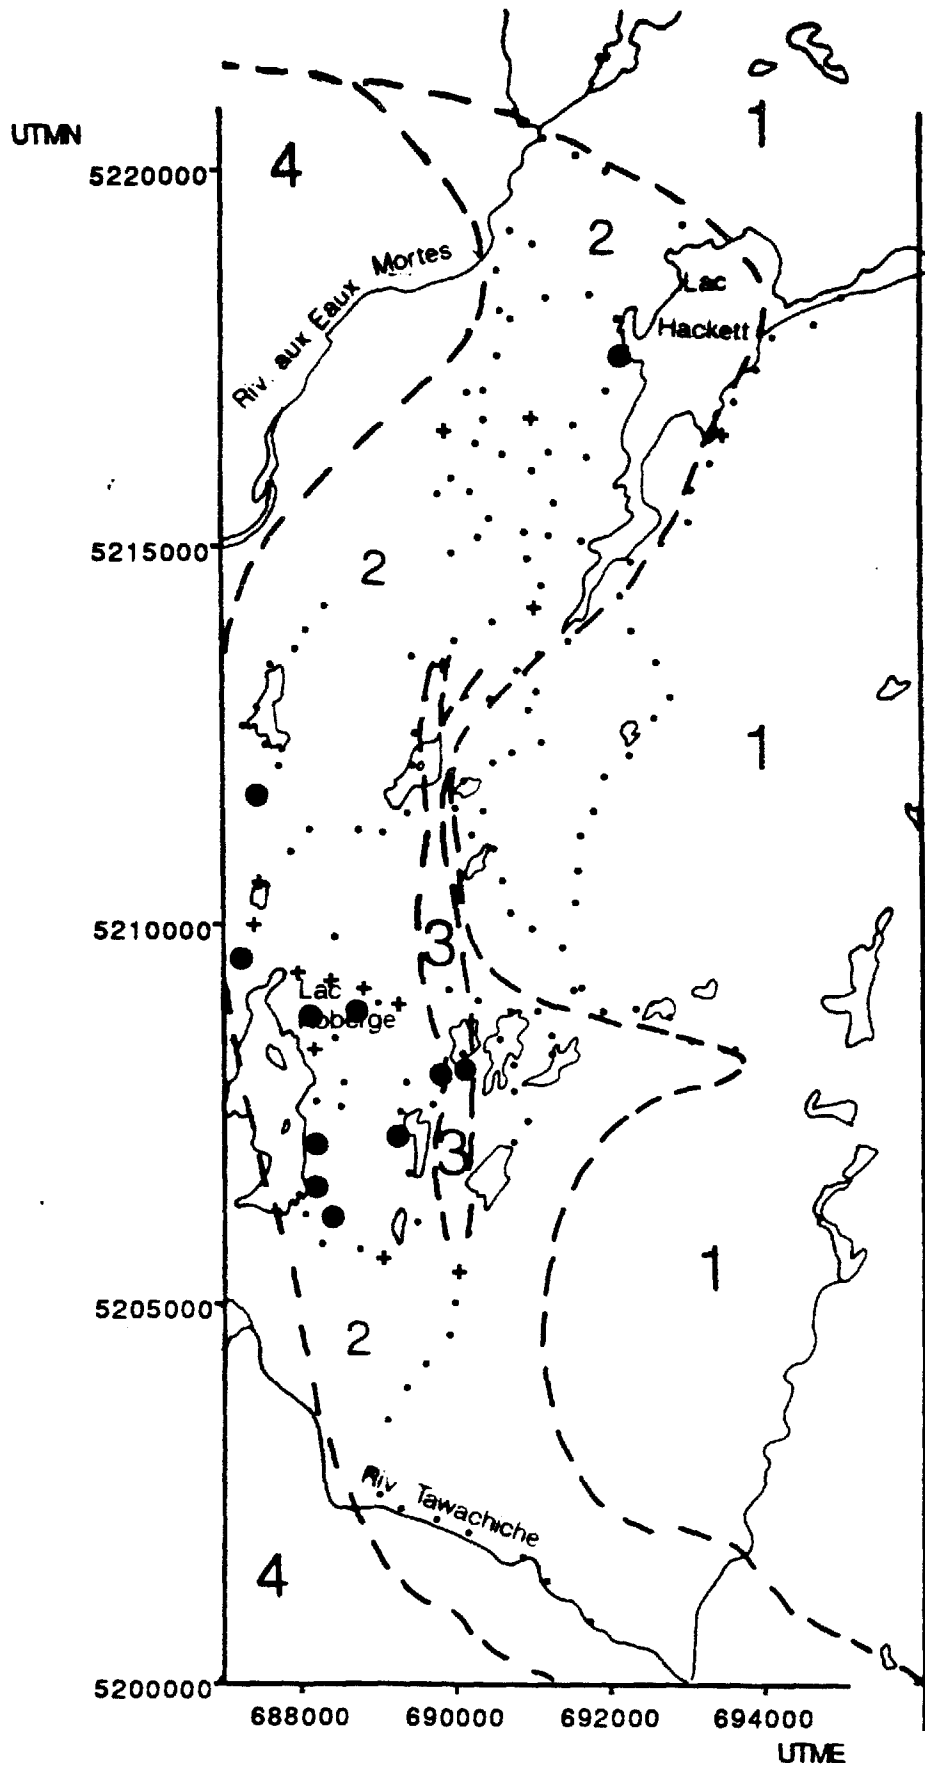 UTMN
1
4
5220000
2
Riv. aux Eaux Mortes
Lac
Hackett
5215000
2
1
5210000
3
Lac
Roberge
3
1
5205000
2
Riv Tawachiche
4
5200000
688000 690000 692000 694000
UTME